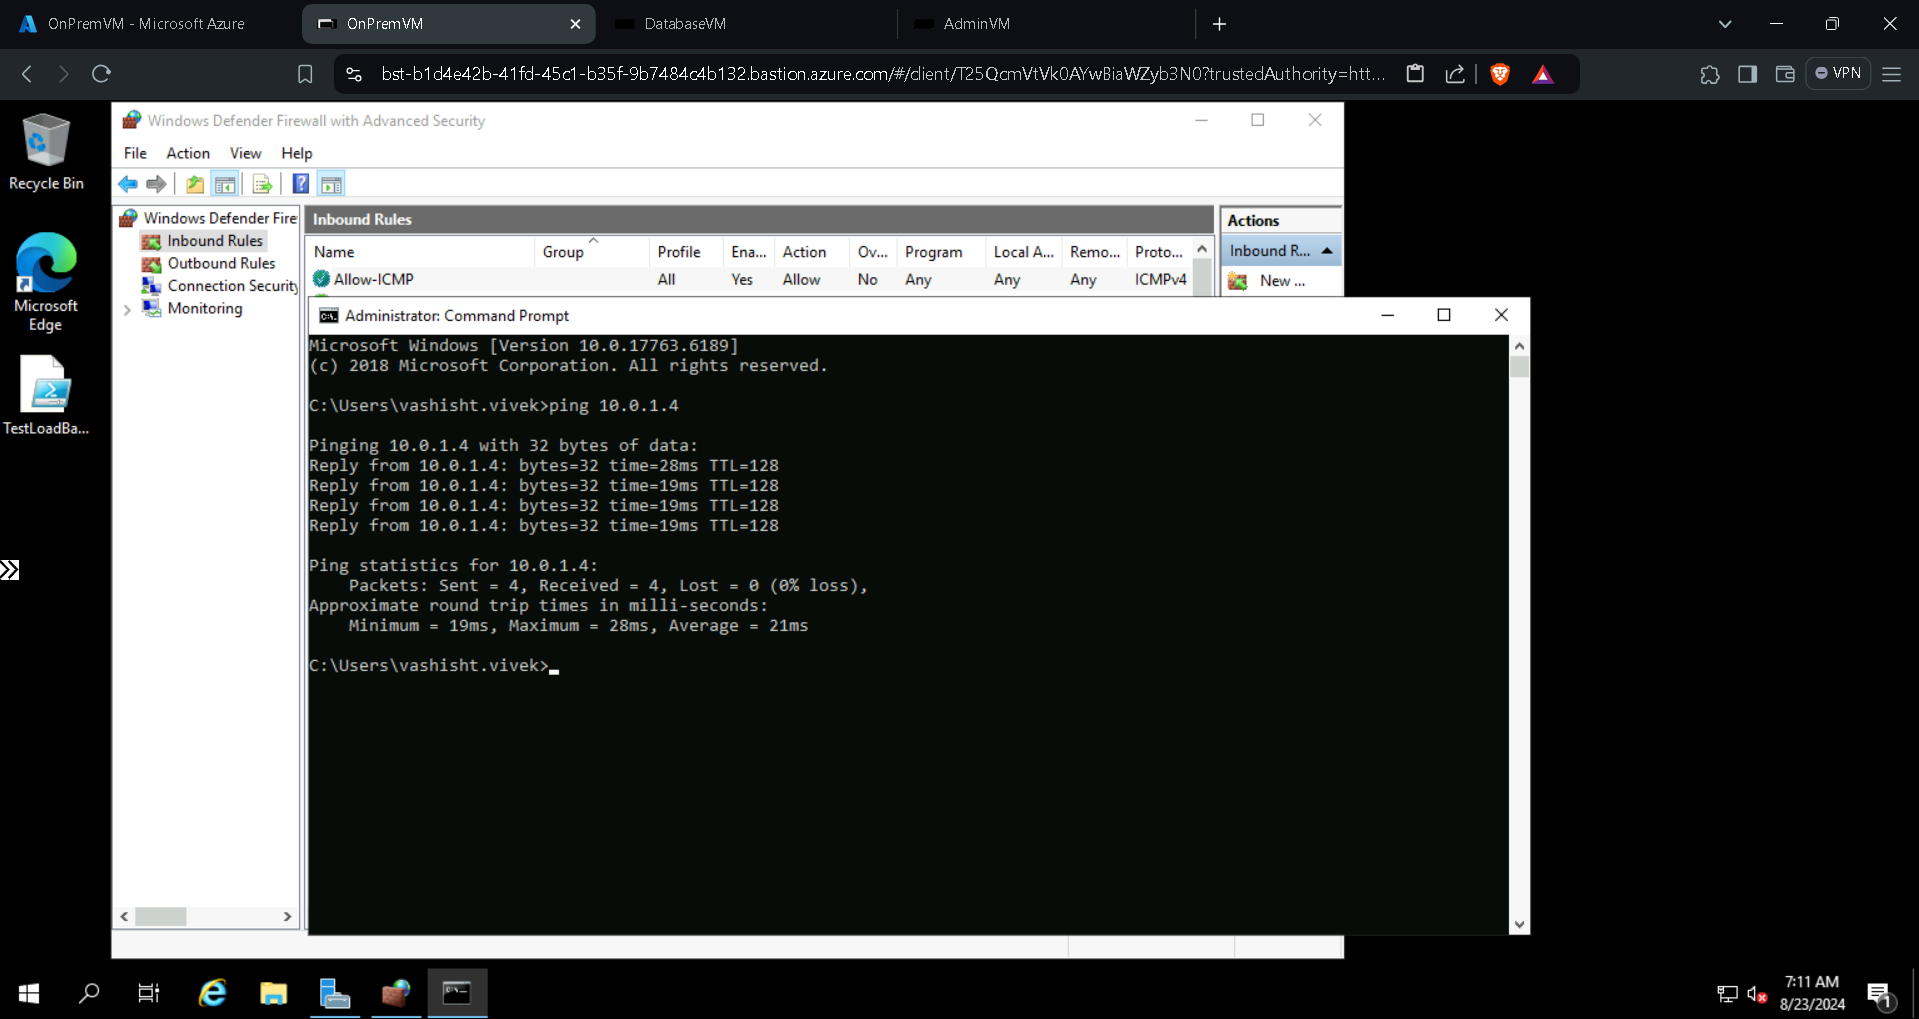 OnPremVM - Microsoft Azure
OnPremVM
DatabaseVM
AdminVM
bst-b1d4e42b-41fd-45c1-b35f-9b7484c4b132.bastion.azure.com/#/client/T25QcmVtVk0AYwBiaWZyb3N0?trustedAuthority=htt...
VPN
Recycle Bin
Microsoft
Edge
TestLoadBa...
Windows Defender Firewall with Advanced Security
File Action View Help
Windows Defender Fire
Inbound Rules
Outbound Rules
Connection Security
Monitoring
Inbound Rules
Name Group Profile Ena... Action Ov... Program Local A... Remo... Proto...
Allow-ICMP All Yes Allow No Any Any Any ICMPv4
Actions
Inbound R...
New ...
Administrator: Command Prompt
Microsoft Windows [Version 10.0.17763.6189]
(c) 2018 Microsoft Corporation. All rights reserved.
C:\Users\vashisht.vivek>ping 10.0.1.4
Pinging 10.0.1.4 with 32 bytes of data:
Reply from 10.0.1.4: bytes=32 time=28ms TTL=128
Reply from 10.0.1.4: bytes=32 time=19ms TTL=128
Reply from 10.0.1.4: bytes=32 time=19ms TTL=128
Reply from 10.0.1.4: bytes=32 time=19ms TTL=128
Ping statistics for 10.0.1.4:
Packets: Sent = 4, Received = 4, Lost = 0 (0% loss),
Approximate round trip times in milli-seconds:
Minimum = 19ms, Maximum = 28ms, Average = 21ms
C:\Users\vashisht.vivek>
7:11 AM
8/23/2024
1